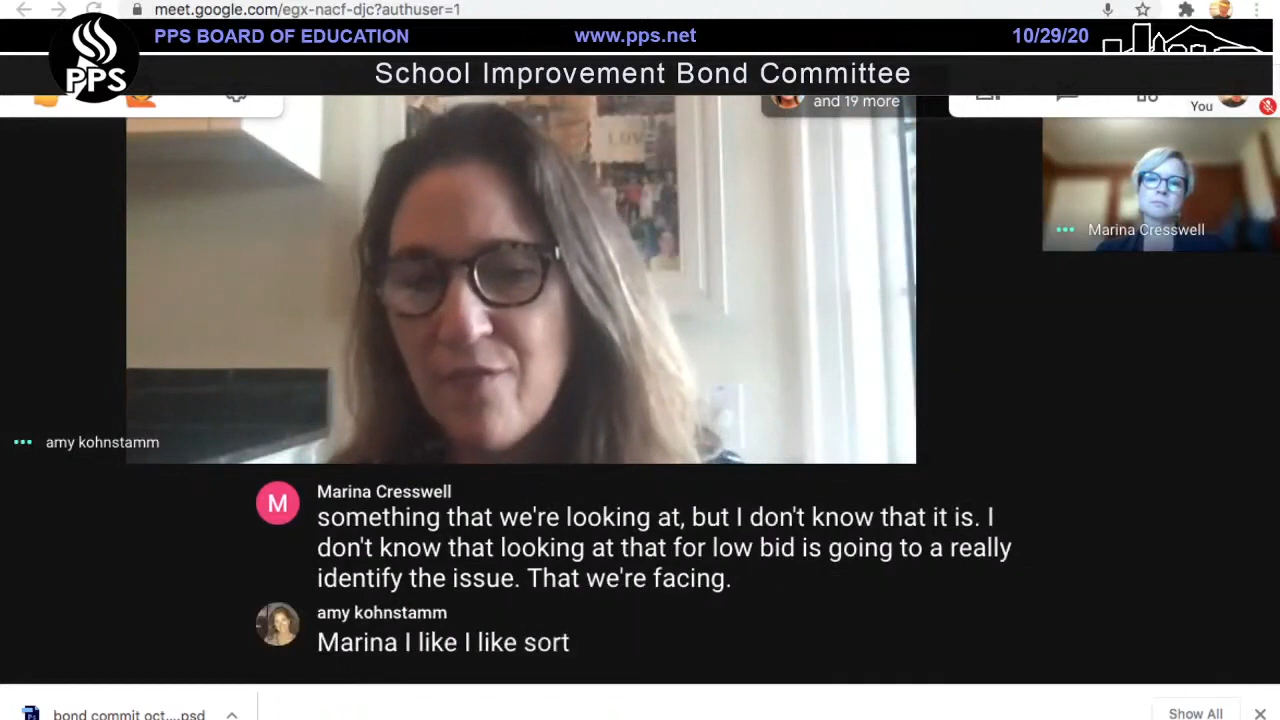 meet.google.com/egx-nacf-djc?authuser=1
PPS BOARD OF EDUCATION
www.pps.net
10/29/20
PPS
School Improvement Bond Committee
and 19 more
You
LOVE
Marina Cresswell
amy kohnstamm
M
Marina Cresswell
something that we're looking at, but I don't know that it is. I
don't know that looking at that for low bid is going to a really
identify the issue. That we're facing.
amy kohnstamm
Marina I like I like sort
bond commit oct....psd
Show All